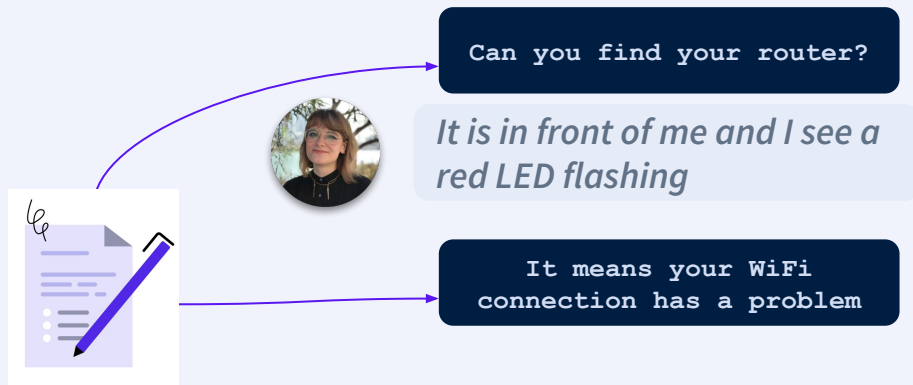 Can you find your router?
It is in front of me and I see a
red LED flashing
It means your WiFi
connection has a problem